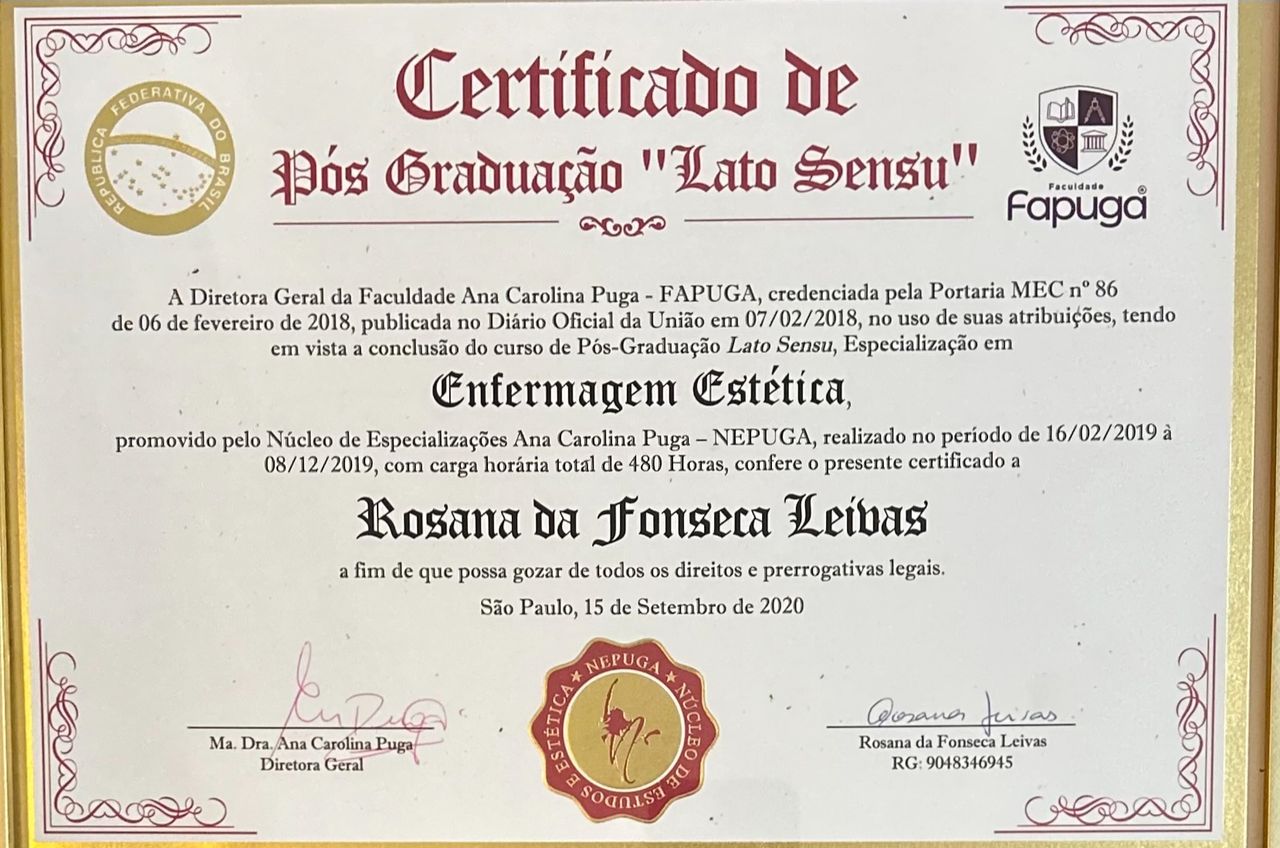 Certificado de
Pós Graduação "Lato Sensu"
REPÚBLICA FEDERATIVA DO BRASIL
Faculdade
Fapuga®
A Diretora Geral da Faculdade Ana Carolina Puga - FAPUGA, credenciada pela Portaria MEC nº 86
de 06 de fevereiro de 2018, publicada no Diário Oficial da União em 07/02/2018, no uso de suas atribuições, tendo
em vista a conclusão do curso de Pós-Graduação Lato Sensu, Especialização em
Enfermagem Estética,
promovido pelo Núcleo de Especializações Ana Carolina Puga – NEPUGA, realizado no período de 16/02/2019 à
08/12/2019, com carga horária total de 480 Horas, confere o presente certificado a
Rosana da Fonseca Leivas
a fim de que possa gozar de todos os direitos e prerrogativas legais.
São Paulo, 15 de Setembro de 2020
NEPUGA ★ NÚCLEO DE ESTUDOS E ESTÉTICA ★
Ma. Dra. Ana Carolina Puga
Diretora Geral
Rosana da Fonseca Leivas
RG: 9048346945